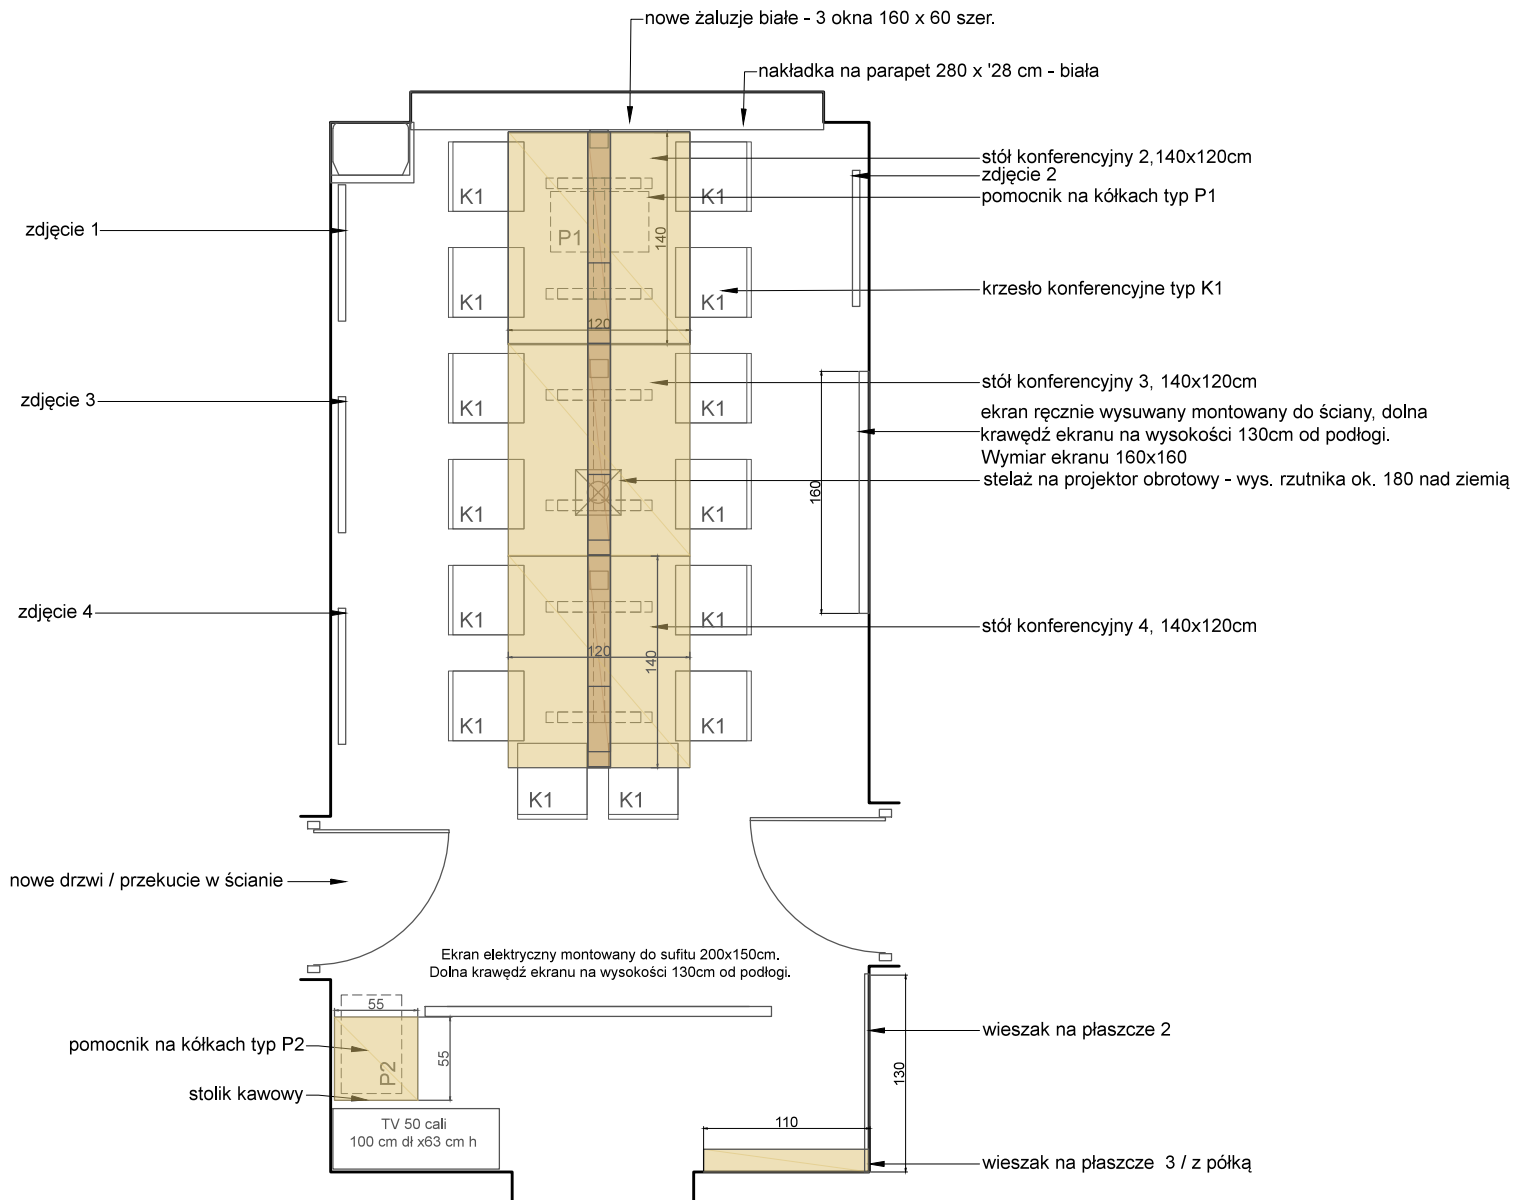 nowe żaluzje białe - 3 okna 160 x 60 szer.
nakładka na parapet 280 x '28 cm - biała
stół konferencyjny 2,140x120cm
zdjęcie 2
K1
K1
pomocnik na kółkach typ P1
zdjęcie 1
P1
140
K1
K1
krzesło konferencyjne typ K1
120
stół konferencyjny 3, 140x120cm
zdjęcie 3
K1
K1
ekran ręcznie wysuwany montowany do ściany, dolna
krawędź ekranu na wysokości 130cm od podłogi.
Wymiar ekranu 160x160
stelaż na projektor obrotowy - wys. rzutnika ok. 180 nad ziemią
160
K1
K1
zdjęcie 4
K1
K1
stół konferencyjny 4, 140x120cm
120
140
K1
K1
K1
K1
nowe drzwi / przekucie w ścianie
Ekran elektryczny montowany do sufitu 200x150cm.
Dolna krawędź ekranu na wysokości 130cm od podłogi.
55
wieszak na płaszcze 2
pomocnik na kółkach typ P2
55
P2
130
stolik kawowy
TV 50 cali
100 cm dł x63 cm h
110
wieszak na płaszcze 3 / z półką